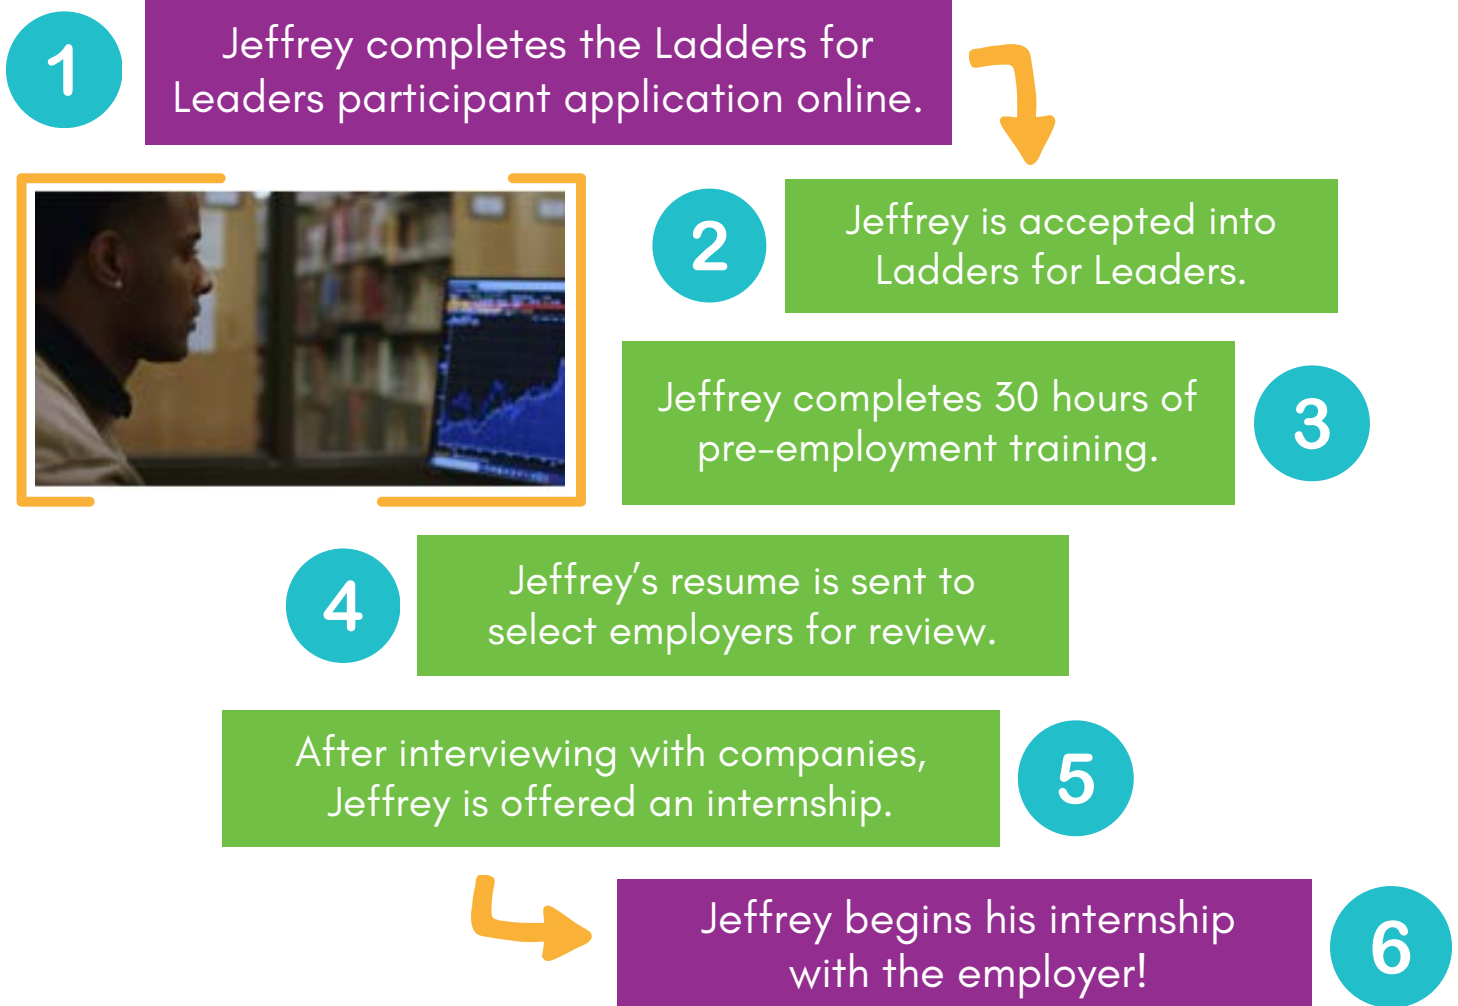 1
Jeffrey completes the Ladders for
Leaders participant application online.
2
Jeffrey is accepted into
Ladders for Leaders.
Jeffrey completes 30 hours of
pre-employment training.
3
4
Jeffrey’s resume is sent to
select employers for review.
After interviewing with companies,
Jeffrey is offered an internship.
5
Jeffrey begins his internship
with the employer!
6